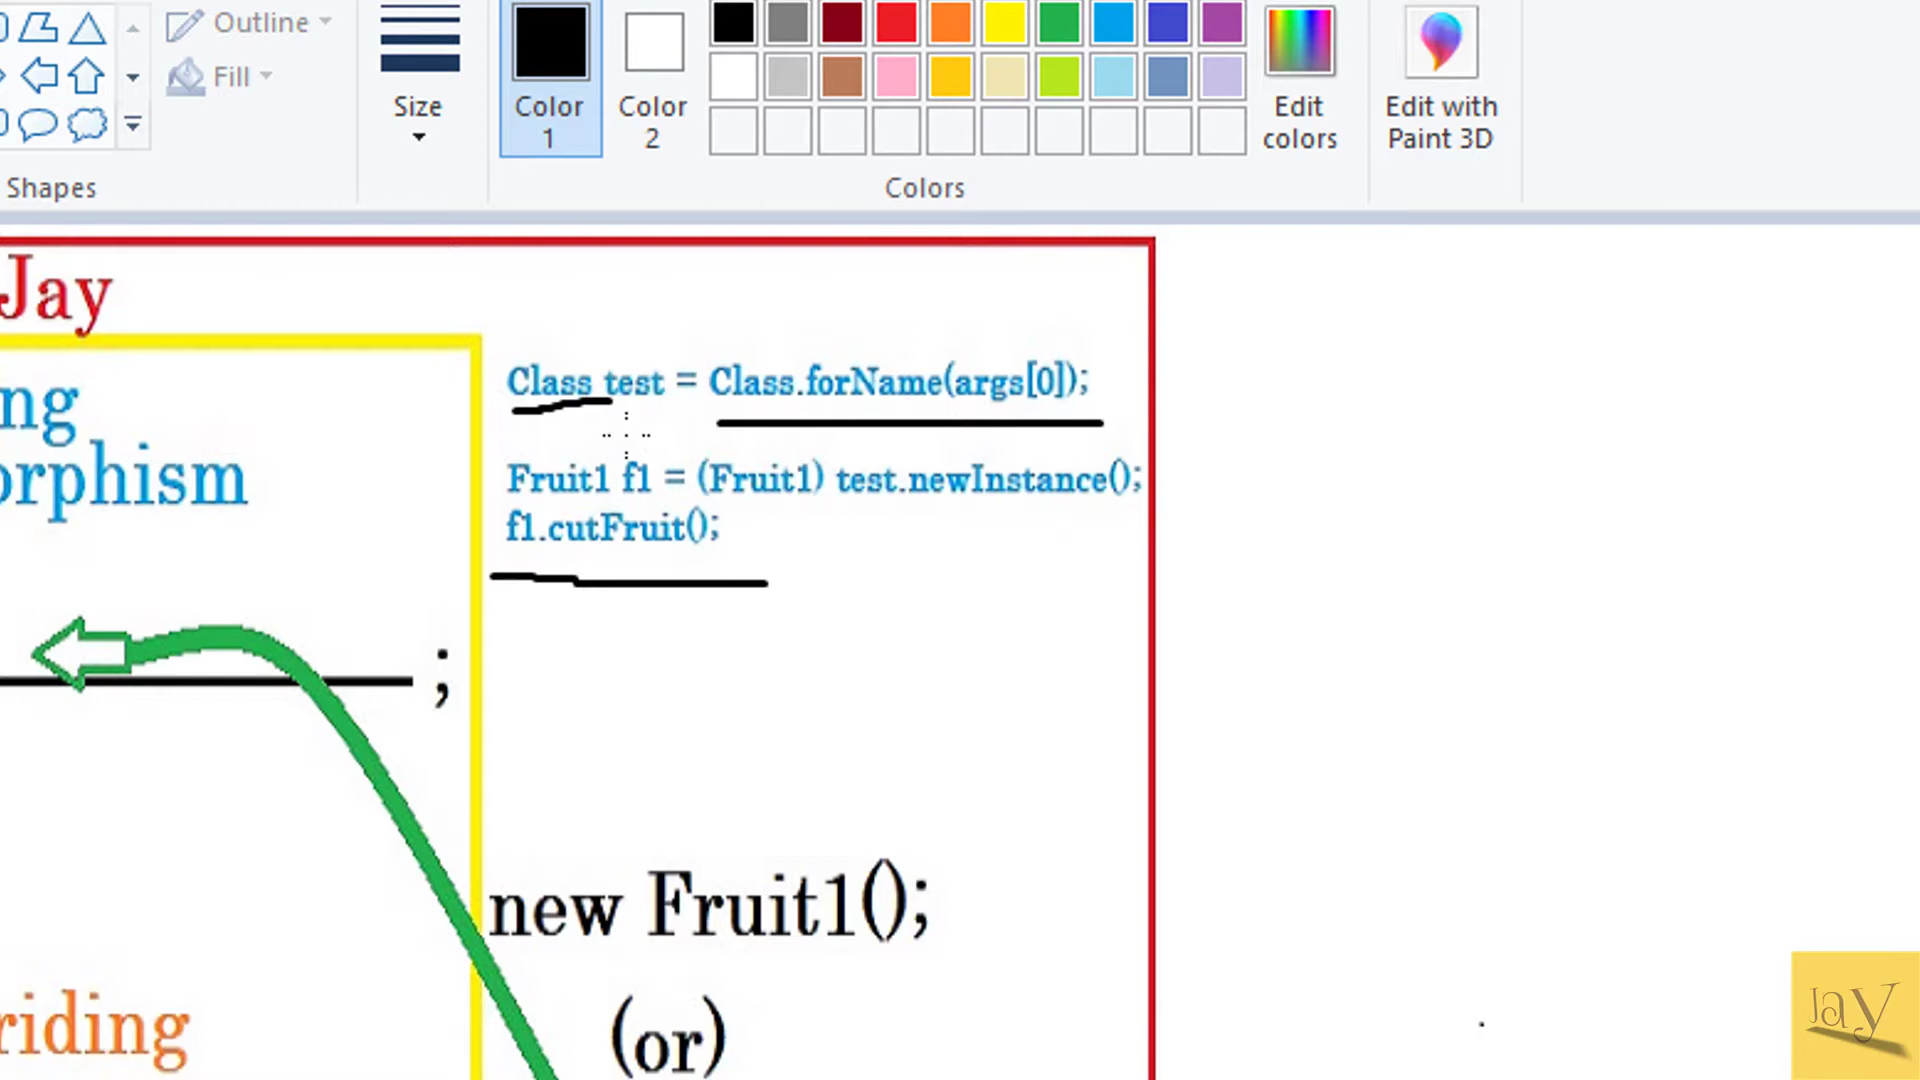 Outline
Fill
Size
Color 1
Color 2
Edit colors
Edit with Paint 3D
Shapes
Colors
Jay
ng
orphism
Class test = Class.forName(args[0]);
Fruit1 f1 = (Fruit1) test.newInstance();
f1.cutFruit();
;
new Fruit1();
(or)
riding
Jay